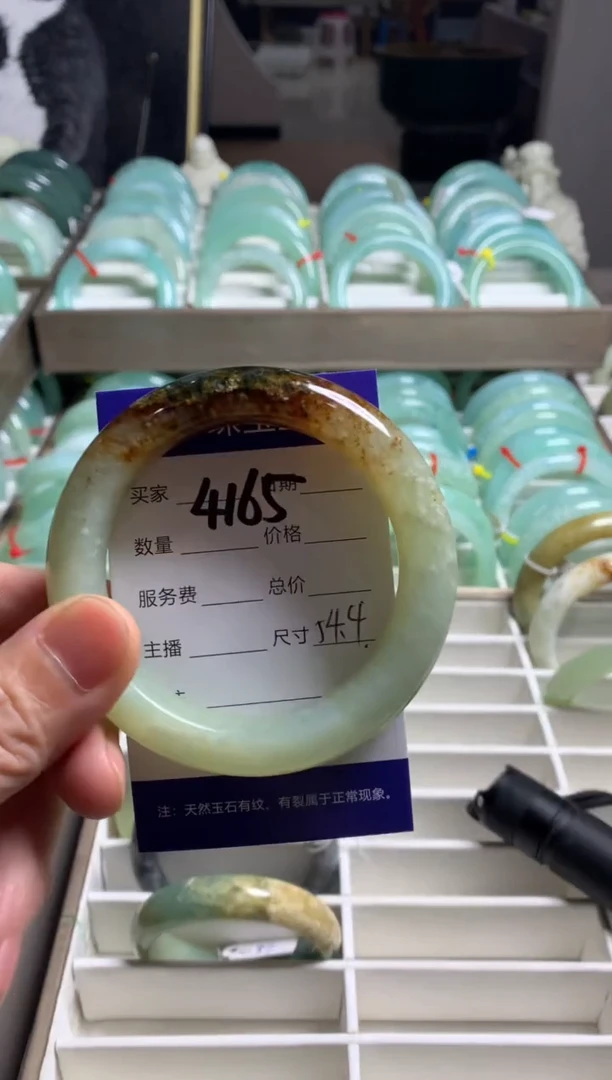 买家 4165 期
数量 价格
服务费 总价
主播 尺寸 54.4
注：天然玉石有纹。有裂属于正常现象。